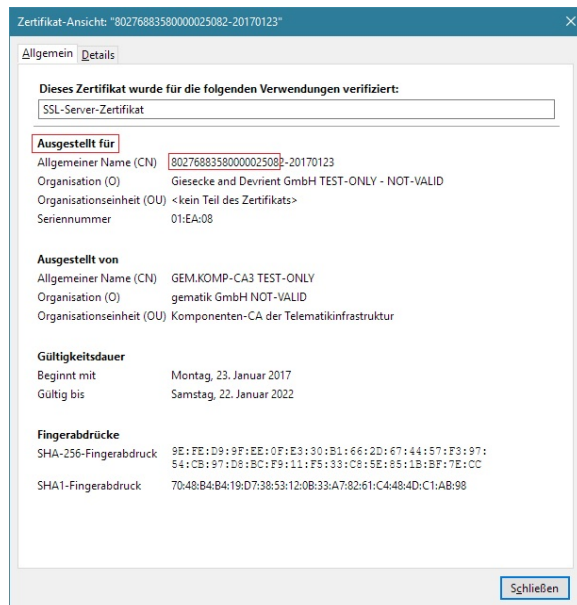 Zertifikat-Ansicht: "80276883580000025082-20170123"
Allgemein Details
Dieses Zertifikat wurde für die folgenden Verwendungen verifiziert:
SSL-Server-Zertifikat
Ausgestellt für
Allgemeiner Name (CN) 80276883580000025082-20170123
Organisation (O) Giesecke and Devrient GmbH TEST-ONLY - NOT-VALID
Organisationseinheit (OU) <kein Teil des Zertifikats>
Seriennummer 01:EA:08
Ausgestellt von
Allgemeiner Name (CN) GEM.KOMP-CA3 TEST-ONLY
Organisation (O) gematik GmbH NOT-VALID
Organisationseinheit (OU) Komponenten-CA der Telematikinfrastruktur
Gültigkeitsdauer
Beginnt mit Montag, 23. Januar 2017
Gültig bis Samstag, 22. Januar 2022
Fingerabdrücke
SHA-256-Fingerabdruck 9E:FE:D9:9F:EE:0F:E3:30:B1:66:2D:67:44:57:F3:97:
54:CB:97:D8:BC:F9:11:F5:33:C8:5E:85:1B:BF:7E:CC
SHA1-Fingerabdruck 70:48:B4:B4:19:D7:38:53:12:0B:33:A7:82:61:C4:48:4D:C1:AB:98
Schließen